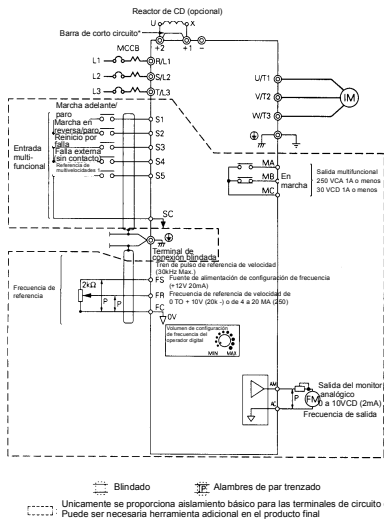 Reactor de CD (opcional)
U X
Barra de corto circuito*
+2 +1 −
MCCB
L1 R/L1
L2 S/L2
L3 T/L3
U/T1
V/T2
W/T3
IM
Marcha adelante/
paro
S1
Marcha en
reversa/paro
S2
Reinicio por
falla
S3
Falla externa
(sin contacto)
S4
Referencia de
multivelocidades 1
S5
Entrada
multi-
funcional
SC
MA
MB
MC
En
marcha
Salida multifuncional
250 VCA 1A o menos
30 VCD 1A o menos
Terminal de
conexión blindada
Tren de pulso de referencia de velocidad
(30kHz Max.)
FS Fuente de alimentación de configuración de frecuencia
(+12V 20mA)
FR Frecuencia de referencia de velocidad de
0 TO + 10V (20k -) o de 4 a 20 MA (250)
FC
0V
Frecuencia de
referencia
2kΩ
P
P
Volumen de configuración
de frecuencia del
operador digital
MIN MAX
AM
AC
P
FM
Salida del monitor
analógico
0 a 10VCD (2mA)
Frecuencia de salida
Blindado
P Alambres de par trenzado
Unicamente se proporciona aislamiento básico para las terminales de circuito
Puede ser necesaria herramienta adicional en el producto final